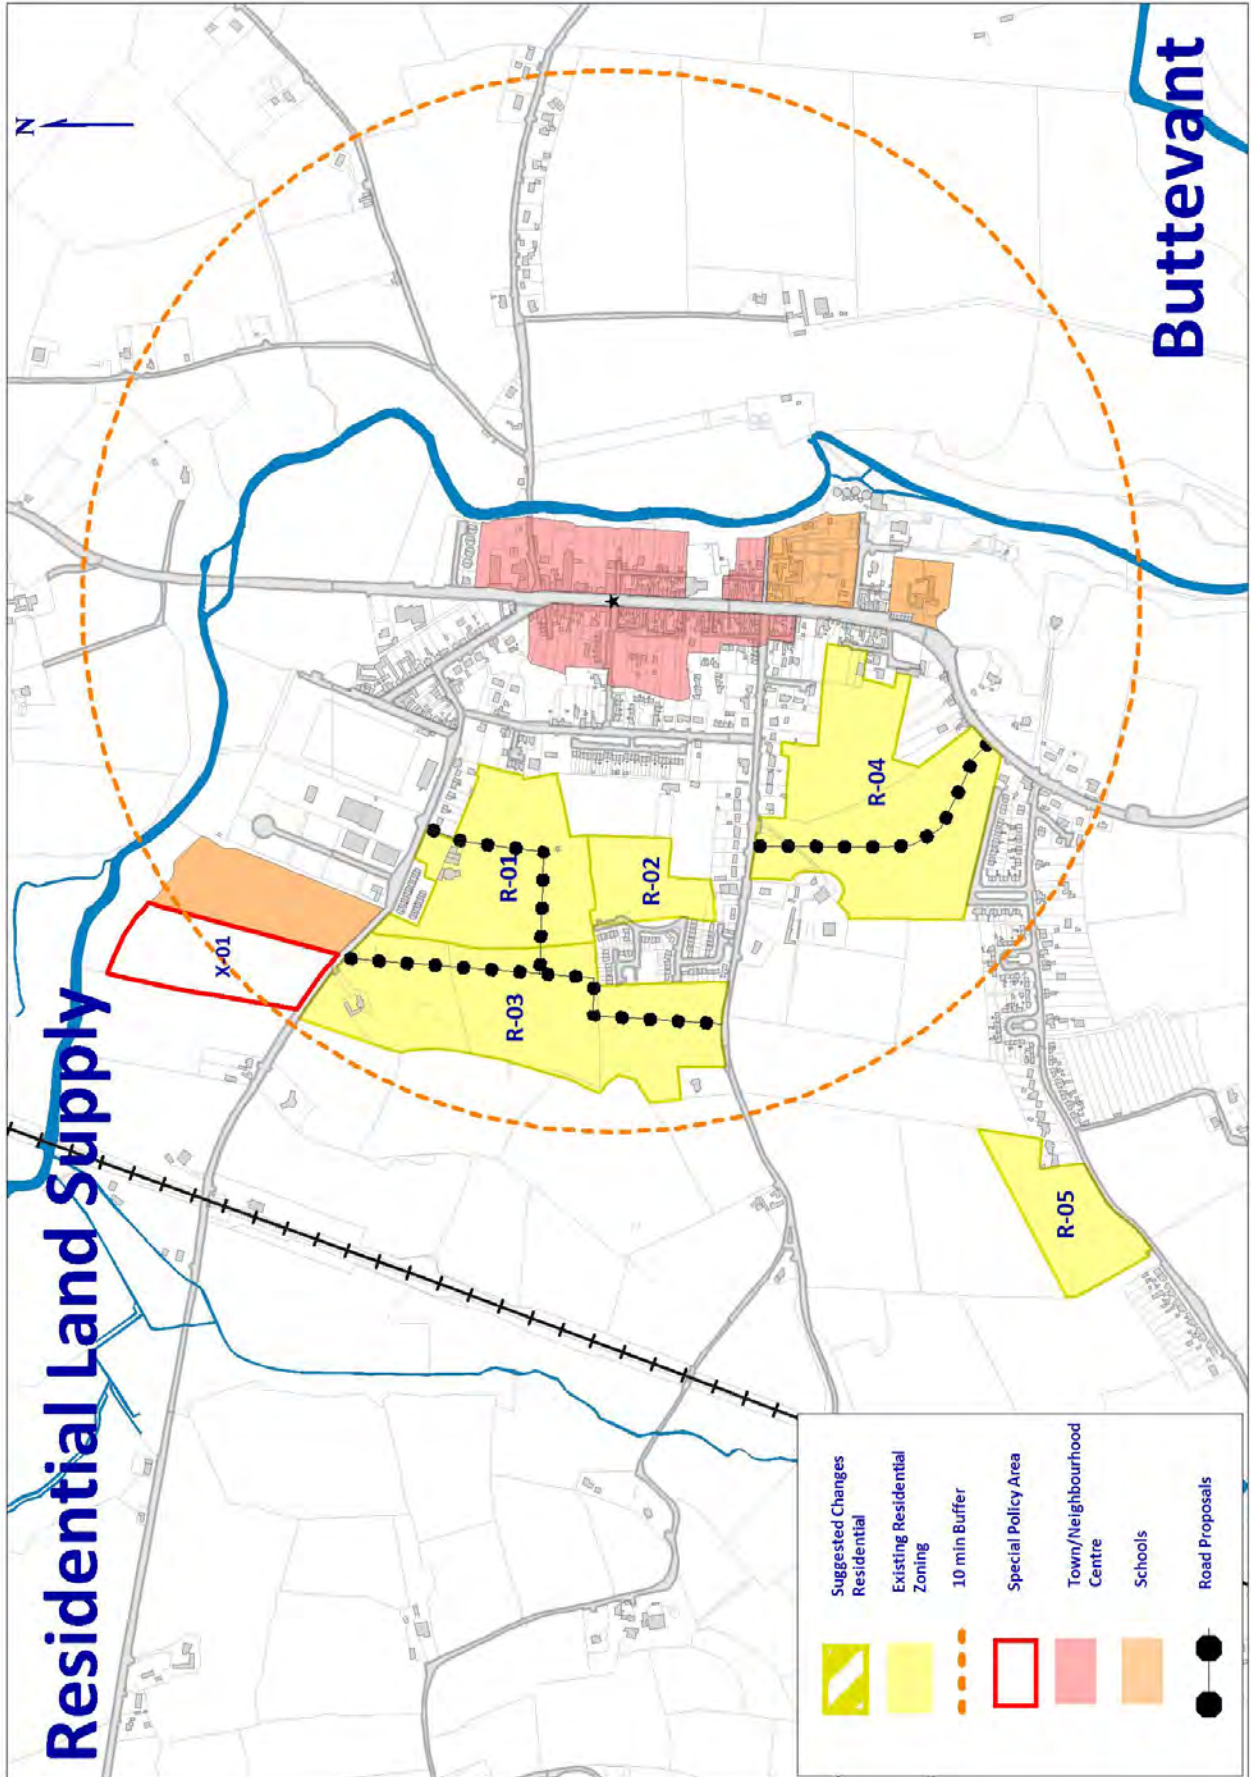 Residential Land Supply
N
X-01
R-01
R-03
R-02
R-04
R-05
Suggested Changes
Residential
Existing Residential
Zoning
10 min Buffer
Special Policy Area
Town/Neighbourhood
Centre
Schools
Road Proposals
Buttevant